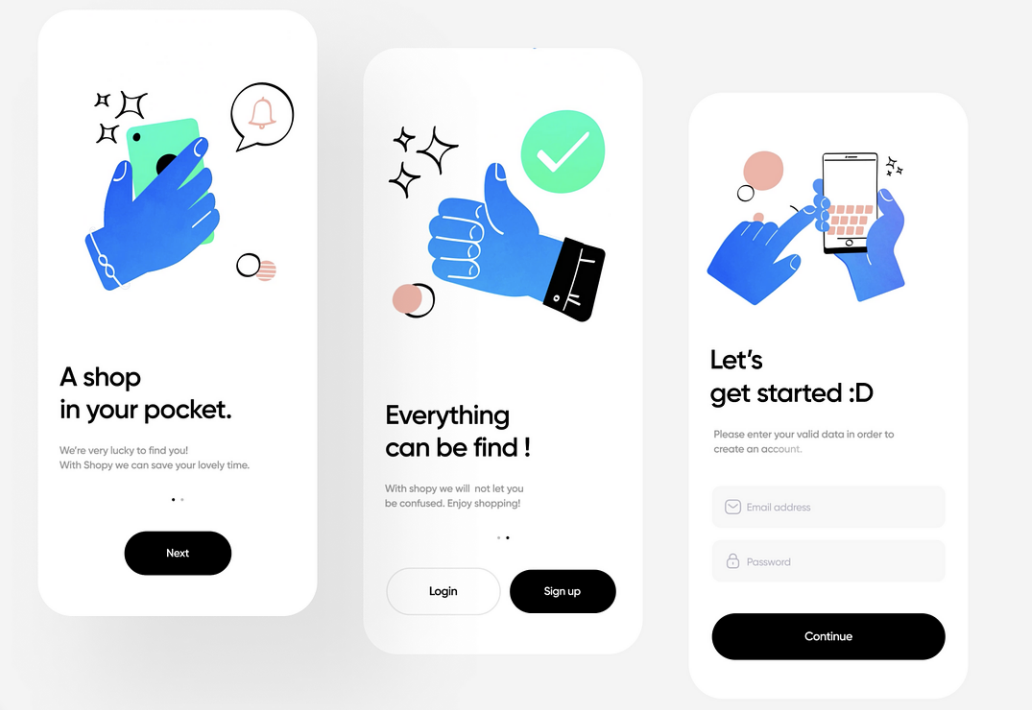 A shop
in your pocket.
We're very lucky to find you!
With Shopy we can save your lovely time.
Next
Everything
can be find !
With shopy we will not let you
be confused. Enjoy shopping!
Login
Sign up
Let's
get started :D
Please enter your valid data in order to
create an account.
Email address
Password
Continue